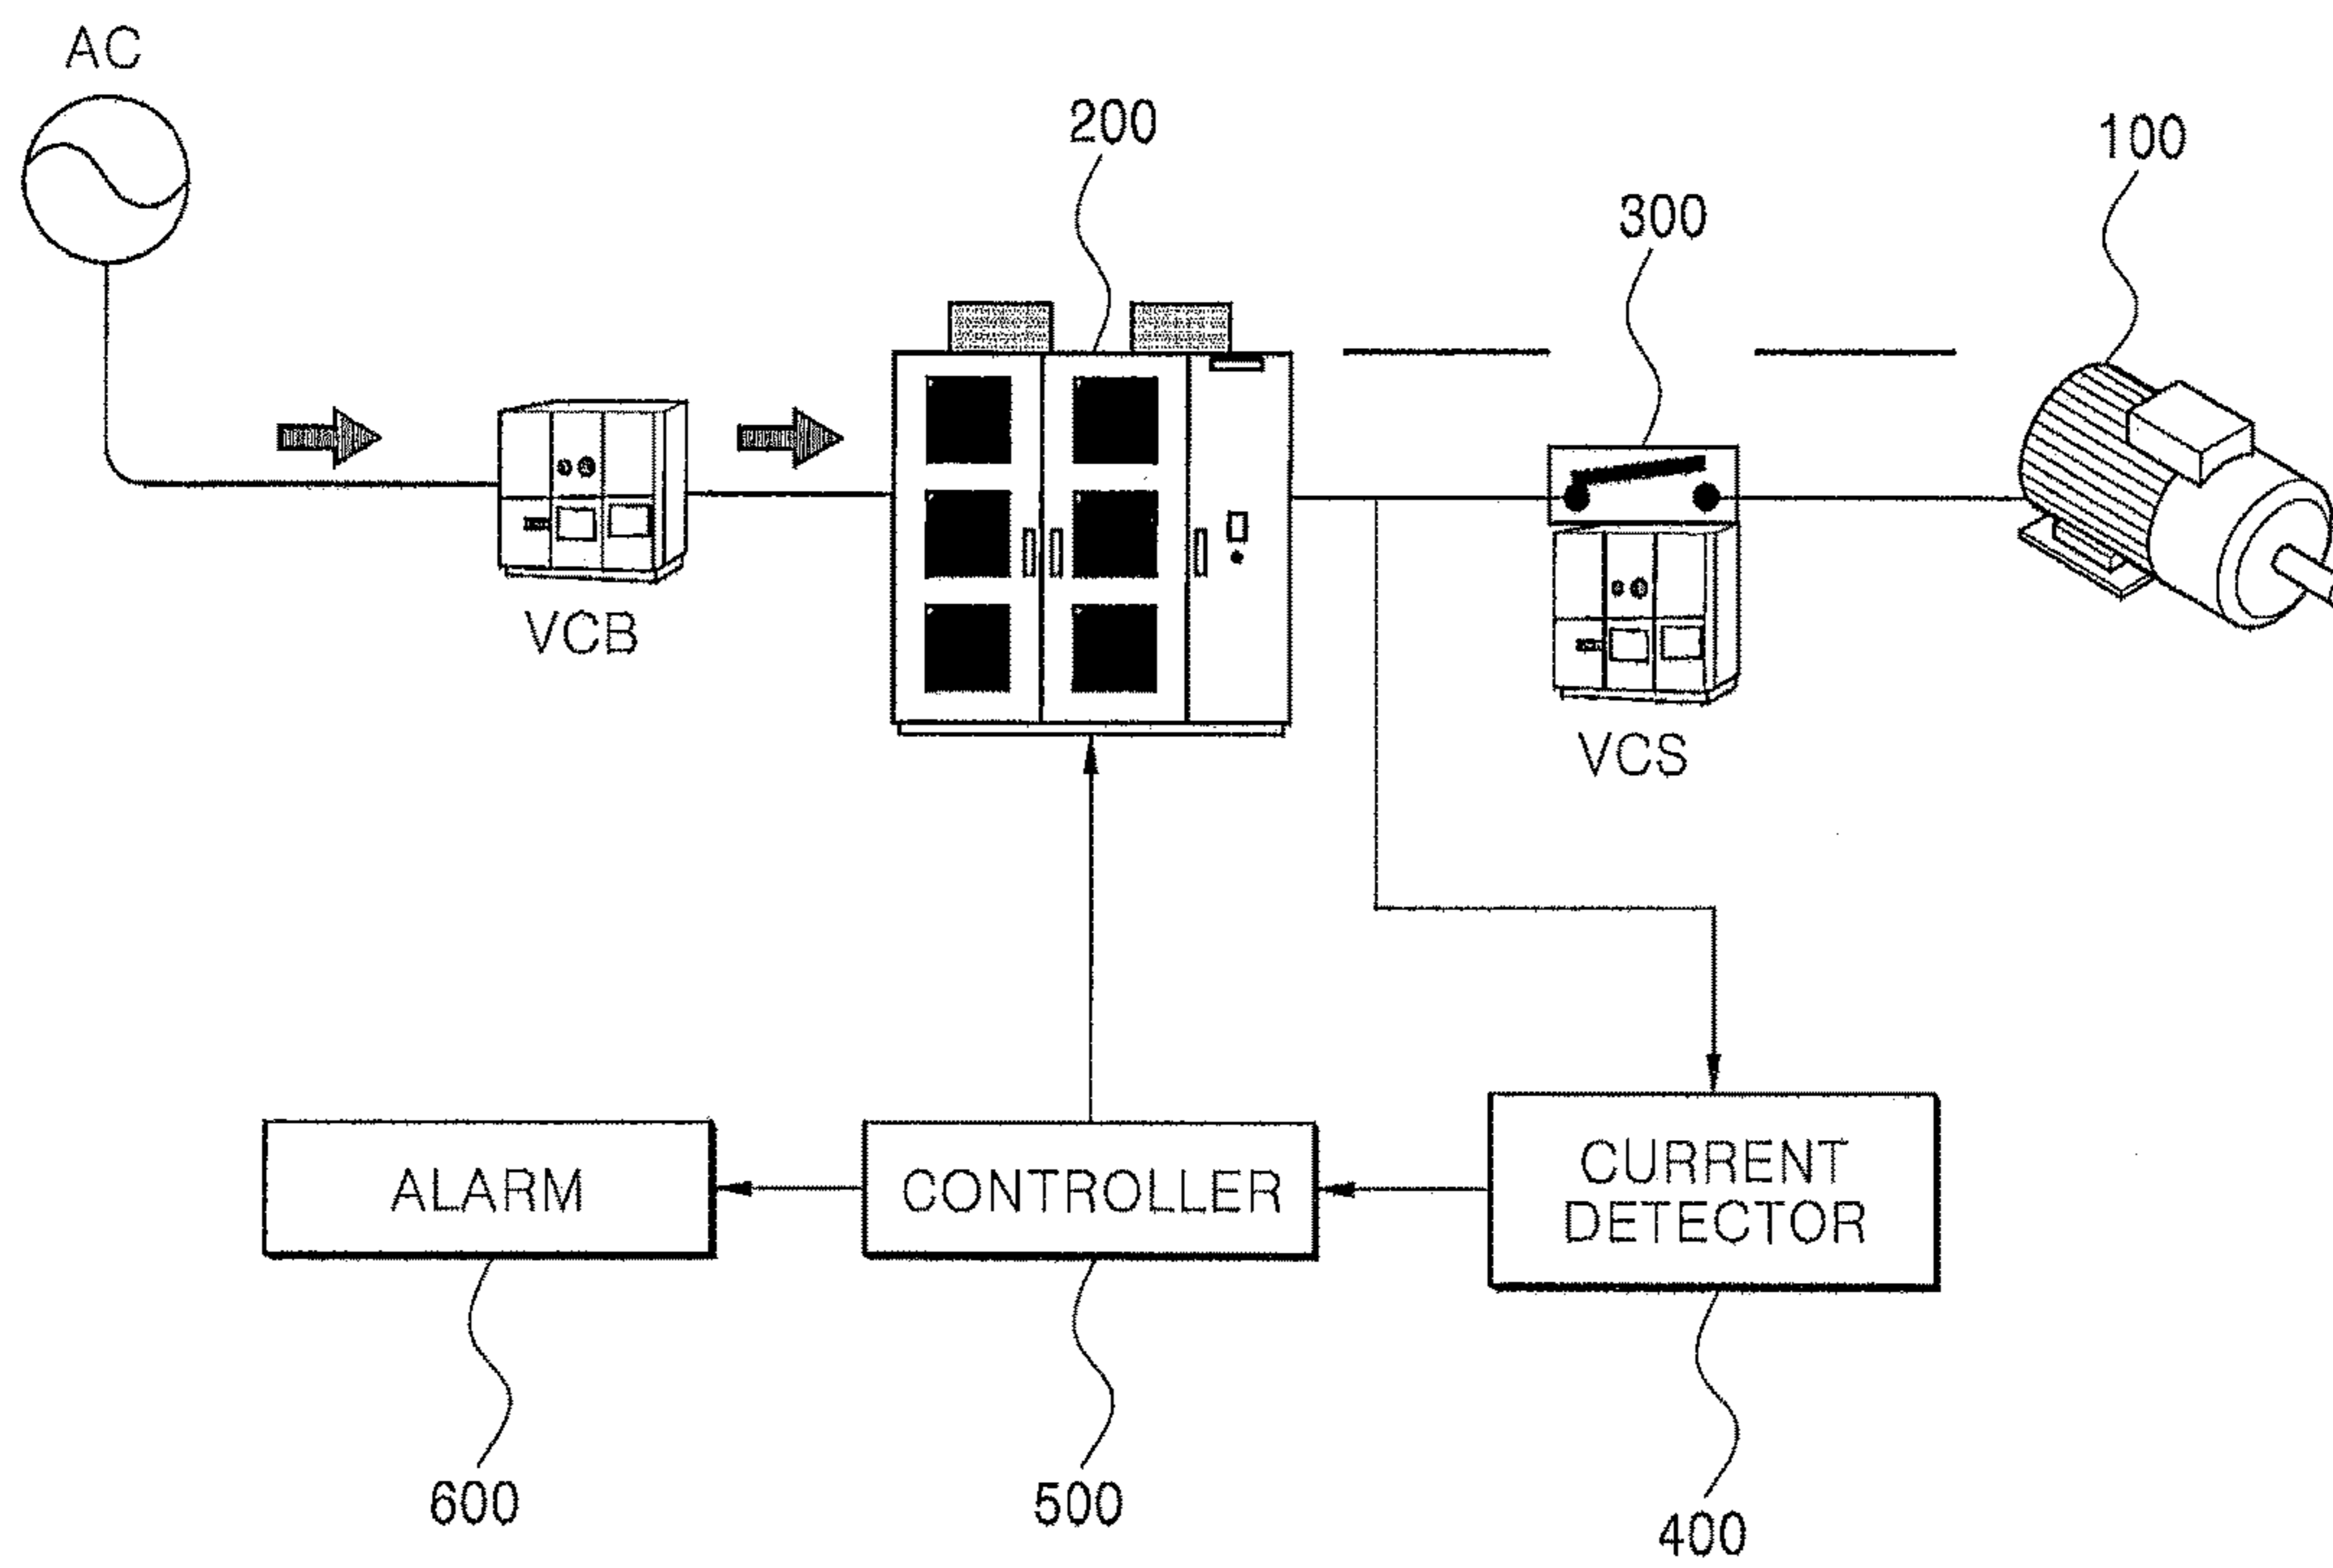 AC
200
100
300
VCB
VCS
ALARM
CONTROLLER
CURRENT
DETECTOR
600
500
400